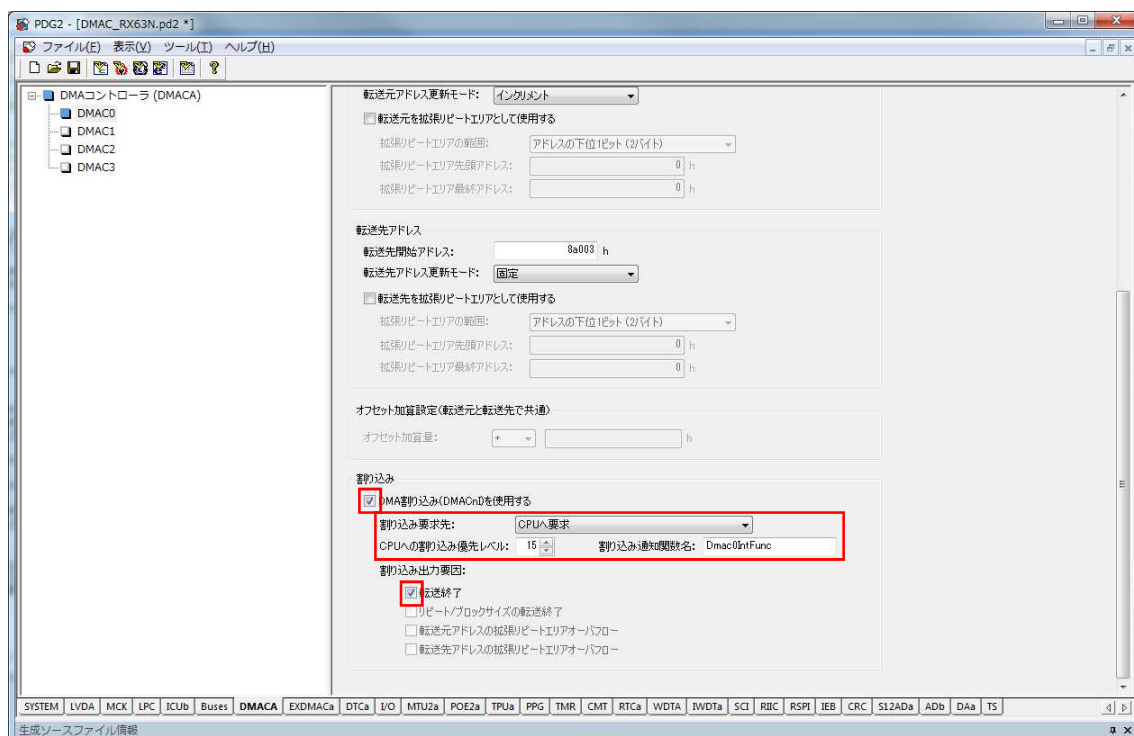 PDG2 - [DMAC_RX63N.pd2 *]
ファイル(F) 表示(V) ツール(T) ヘルプ(H)
DMAコントローラ (DMACA)
DMAC0
DMAC1
DMAC2
DMAC3
転送元アドレス更新モード: インクリメント
転送元を拡張リピートエリアとして使用する
拡張リピートエリアの範囲: アドレスの下位1ビット (2バイト)
拡張リピートエリア先頭アドレス: 0 h
拡張リピートエリア最終アドレス: 0 h
転送先アドレス
転送先開始アドレス: 8a003 h
転送先アドレス更新モード: 固定
転送先を拡張リピートエリアとして使用する
拡張リピートエリアの範囲: アドレスの下位1ビット (2バイト)
拡張リピートエリア先頭アドレス: 0 h
拡張リピートエリア最終アドレス: 0 h
オフセット加算設定(転送元と転送先で共通)
オフセット加算量: + h
割り込み
DMA割り込み(DMACnI)を使用する
割り込み要求先: CPUへ要求
CPUへの割り込み優先レベル: 15 割り込み通知関数名: Dmac0IntFunc
割り込み出力要因:
転送終了
リピート/ブロックサイズの転送終了
転送元アドレスの拡張リピートエリアオーバフロー
転送先アドレスの拡張リピートエリアオーバフロー
SYSTEM LVDA MCK LPC ICUb Buses DMACA EXDMACa DTCa I/O MTU2a POE2a TPUa PPG TMR CMT RTCa WDTA IWDTa SCI RIIC RSPI IEB CRC S12ADa ADb DAa TS
生成ソースファイル情報